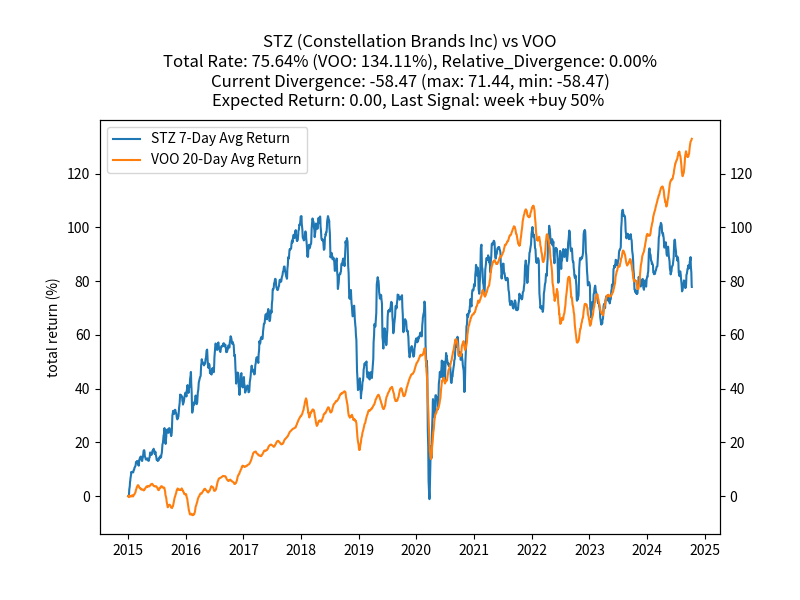 STZ (Constellation Brands Inc) vs VOO
Total Rate: 75.64% (VOO: 134.11%), Relative_Divergence: 0.00%
Current Divergence: -58.47 (max: 71.44, min: -58.47)
Expected Return: 0.00, Last Signal: week +buy 50%
STZ 7-Day Avg Return
VOO 20-Day Avg Return
total return (%)
120
100
80
60
40
20
0
120
100
80
60
40
20
0
2015 2016 2017 2018 2019 2020 2021 2022 2023 2024 2025